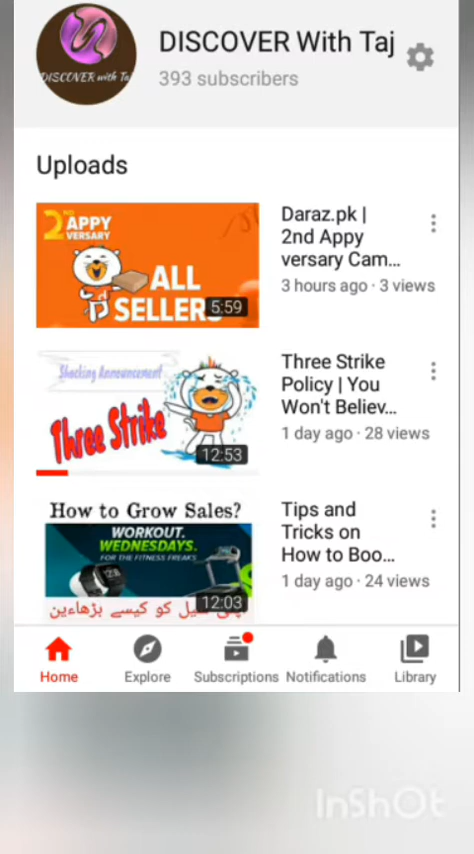 DISCOVER with Ta
DISCOVER With Taj
393 subscribers
Uploads
2ND APPY
VERSARY
ALL
SELLERS
5:59
Daraz.pk |
2nd Appy
versary Cam...
3 hours ago · 3 views
Shocking Announcement
Three Strike
12:53
Three Strike
Policy | You
Won't Believ...
1 day ago · 28 views
How to Grow Sales?
WORKOUT.
WEDNESDAYS.
FOR THE FITNESS FREAKS
سیل کو کیسے بڑھاءیں
12:03
Tips and
Tricks on
How to Boo...
1 day ago · 24 views
Home
Explore
Subscriptions
Notifications
Library
InShOt